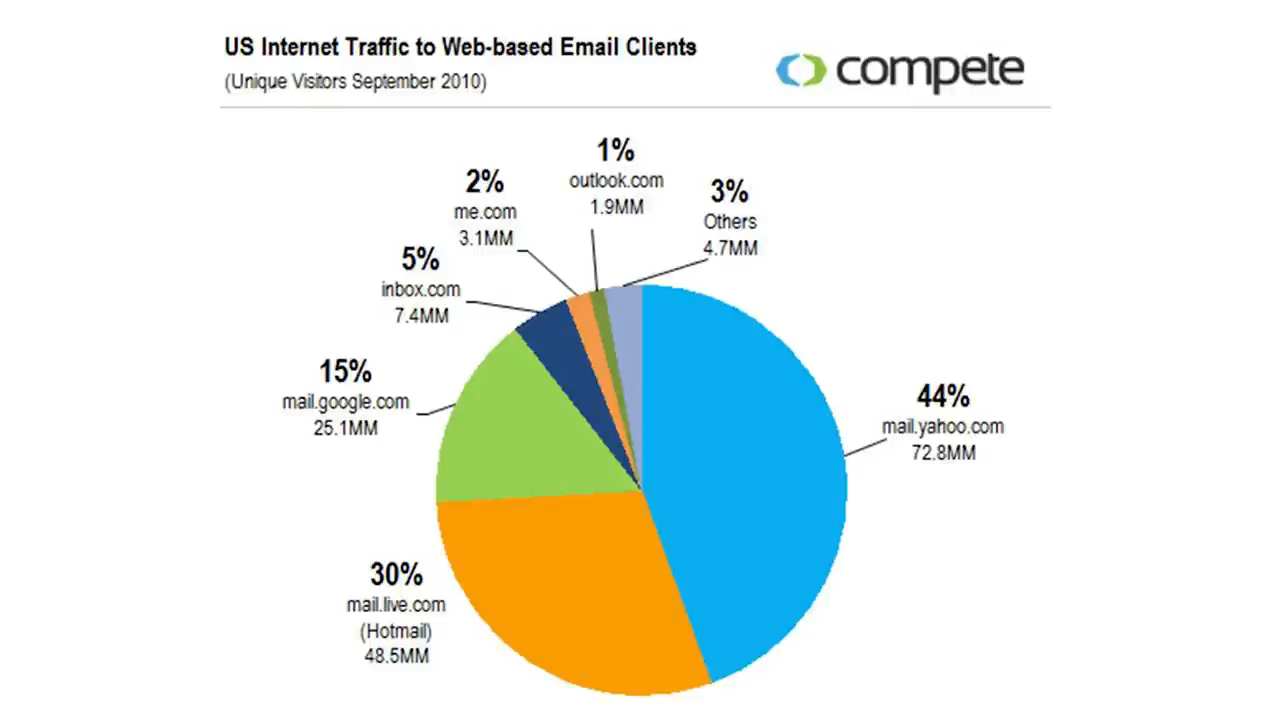 US Internet Traffic to Web-based Email Clients
(Unique Visitors September 2010)
compete
1%
outlook.com
1.9MM
2%
me.com
3.1MM
3%
Others
4.7MM
5%
inbox.com
7.4MM
15%
mail.google.com
25.1MM
44%
mail.yahoo.com
72.8MM
30%
mail.live.com
(Hotmail)
48.5MM